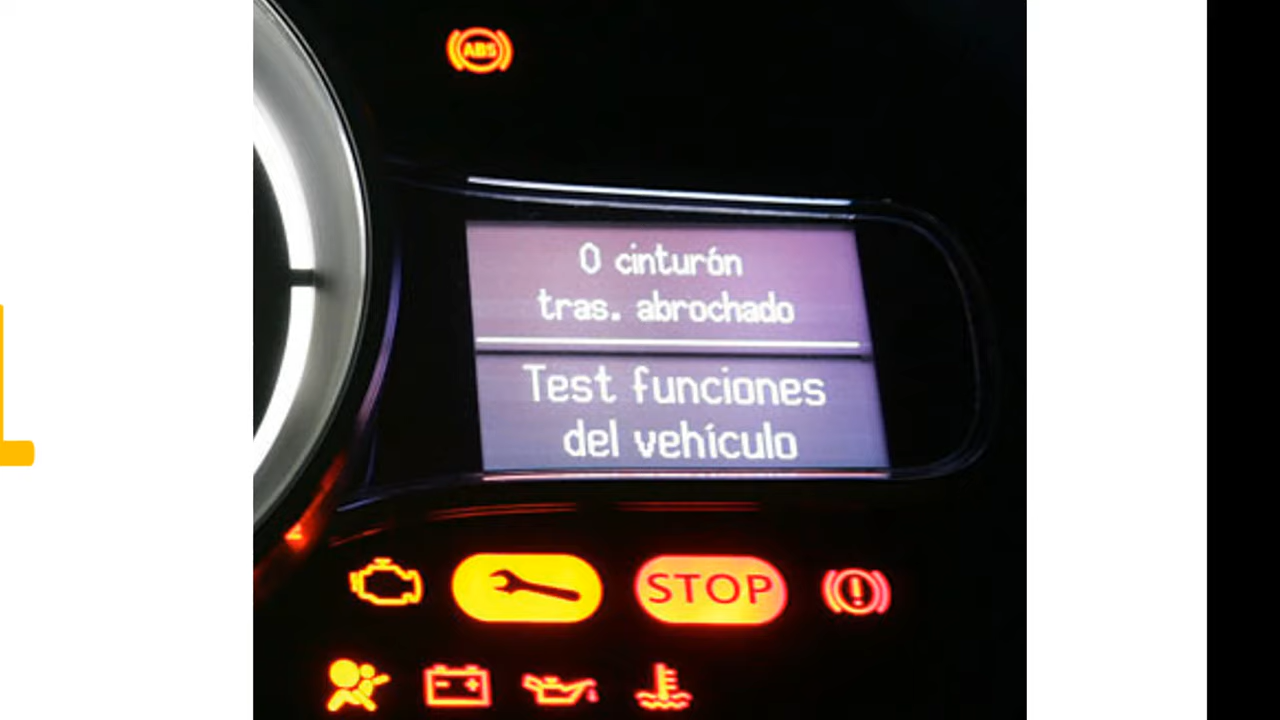 ABS
0 cinturón
tras. abrochado
Test funciones
del vehículo
STOP